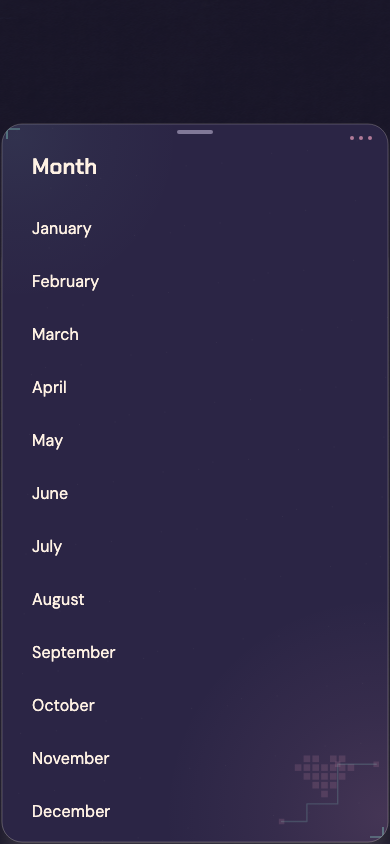 Month
January
February
March
April
May
June
July
August
September
October
November
December